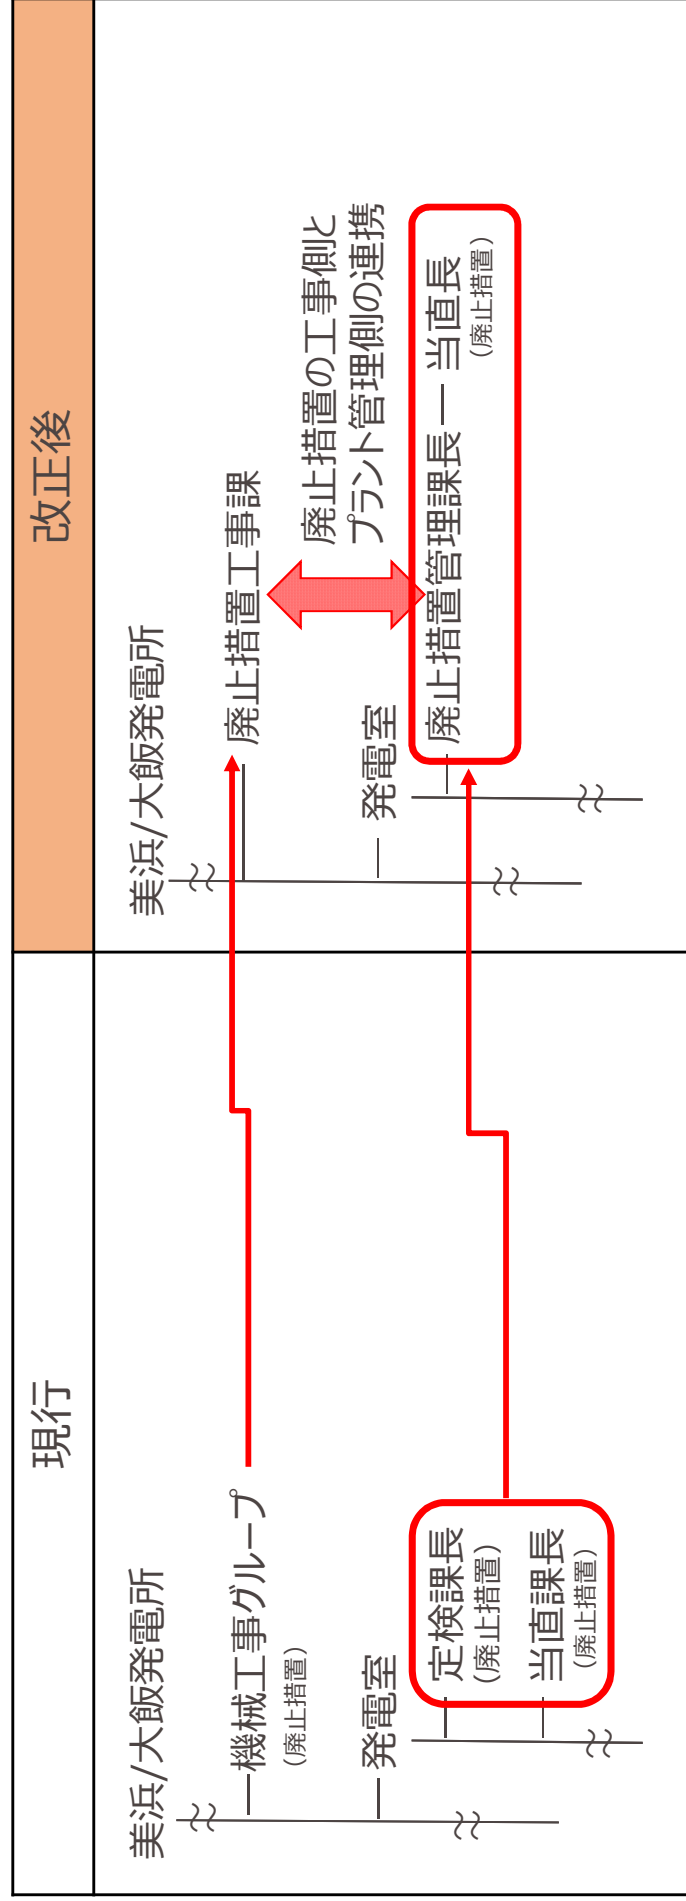 現行
改正後
美浜/大飯発電所
機械工事グループ
(廃止措置)
発電室
定検課長
(廃止措置)
当直課長
(廃止措置)
美浜/大飯発電所
廃止措置工事課
廃止措置の工事側と
プラント管理側の連携
発電室
廃止措置管理課長 ― 当直長
(廃止措置)